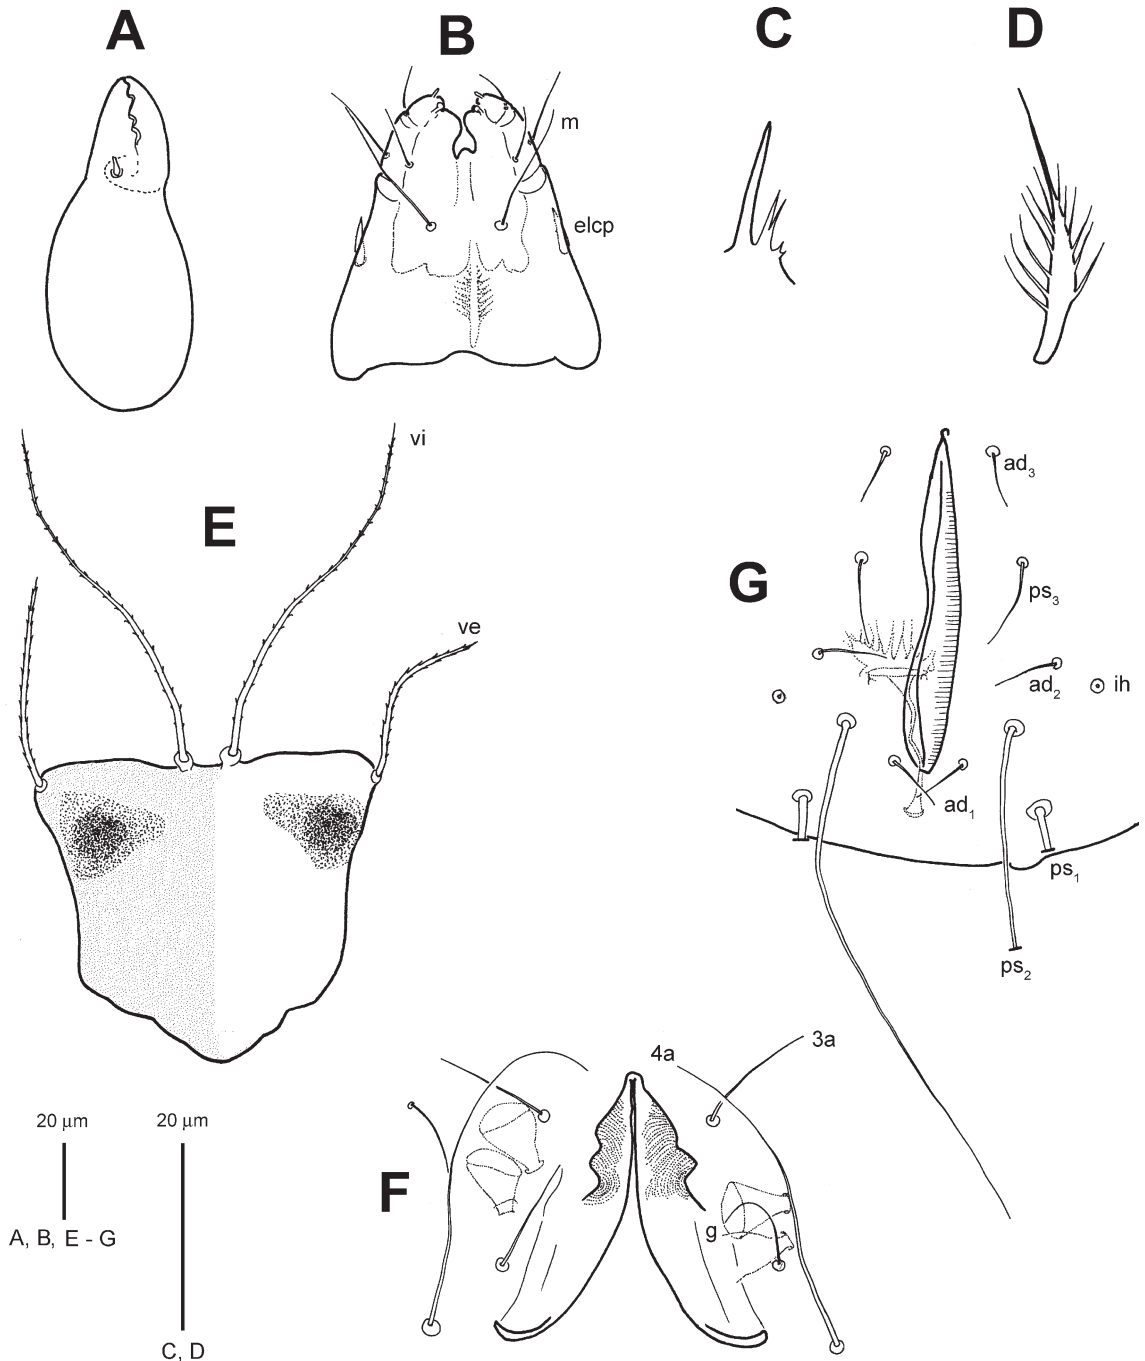 A
B
C
D
m
elcp
vi
E
ve
ad3
G
ps3
ad2
ih
ad1
ps1
ps2
4a
3a
20 µm
20 µm
F
g
A, B, E - G
C, D